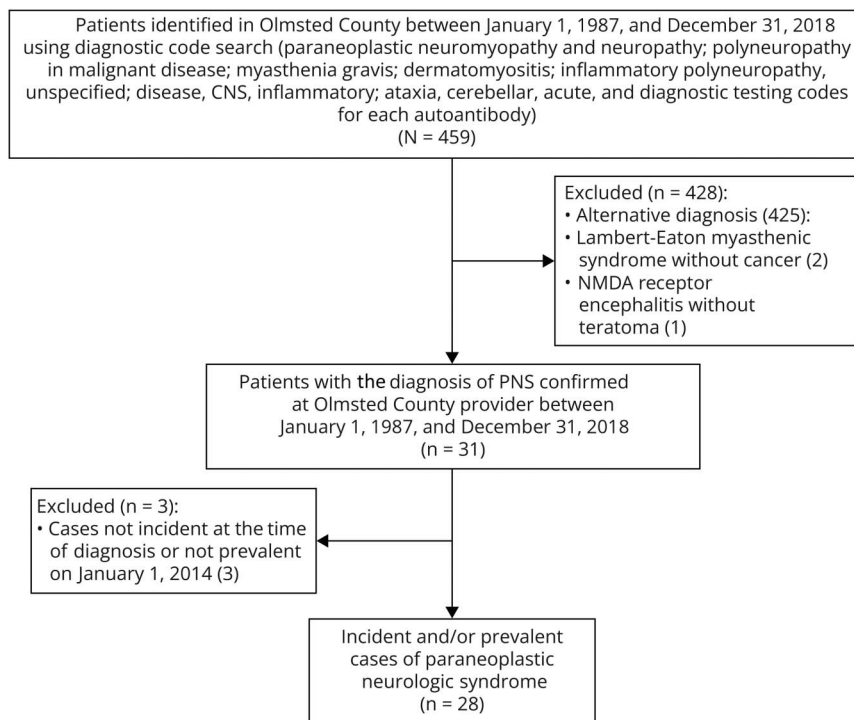 Patients identified in Olmsted County between January 1, 1987, and December 31, 2018
using diagnostic code search (paraneoplastic neuromyopathy and neuropathy; polyneuropathy
in malignant disease; myasthenia gravis; dermatomyositis; inflammatory polyneuropathy,
unspecified; disease, CNS, inflammatory; ataxia, cerebellar, acute, and diagnostic testing codes
for each autoantibody)
(N = 459)
Excluded (n = 428):
• Alternative diagnosis (425):
• Lambert-Eaton myasthenic
syndrome without cancer (2)
• NMDA receptor
encephalitis without
teratoma (1)
Patients with the diagnosis of PNS confirmed
at Olmsted County provider between
January 1, 1987, and December 31, 2018
(n = 31)
Excluded (n = 3):
• Cases not incident at the time
of diagnosis or not prevalent
on January 1, 2014 (3)
Incident and/or prevalent
cases of paraneoplastic
neurologic syndrome
(n = 28)